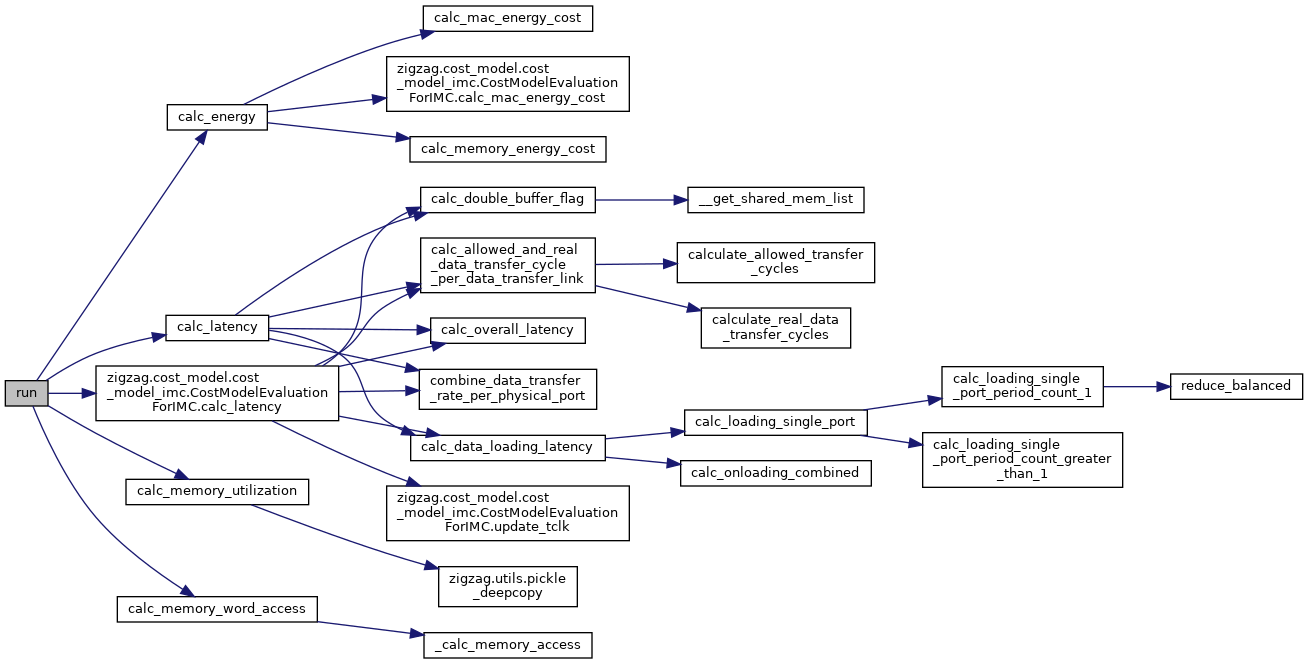 run
calc_energy
calc_latency
zigzag.cost_model.cost
_model_imc.CostModelEvaluation
ForIMC.calc_latency
calc_memory_utilization
calc_memory_word_access
calc_mac_energy_cost
zigzag.cost_model.cost
_model_imc.CostModelEvaluation
ForIMC.calc_mac_energy_cost
calc_memory_energy_cost
calc_double_buffer_flag
calc_allowed_and_real
_data_transfer_cycle
_per_data_transfer_link
calc_overall_latency
combine_data_transfer
_rate_per_physical_port
calc_data_loading_latency
zigzag.cost_model.cost
_model_imc.CostModelEvaluation
ForIMC.update_tclk
zigzag.utils.pickle
_deepcopy
_calc_memory_access
__get_shared_mem_list
calculate_allowed_transfer
_cycles
calculate_real_data
_transfer_cycles
calc_loading_single_port
calc_onloading_combined
calc_loading_single
_port_period_count_1
calc_loading_single
_port_period_count_greater
_than_1
reduce_balanced